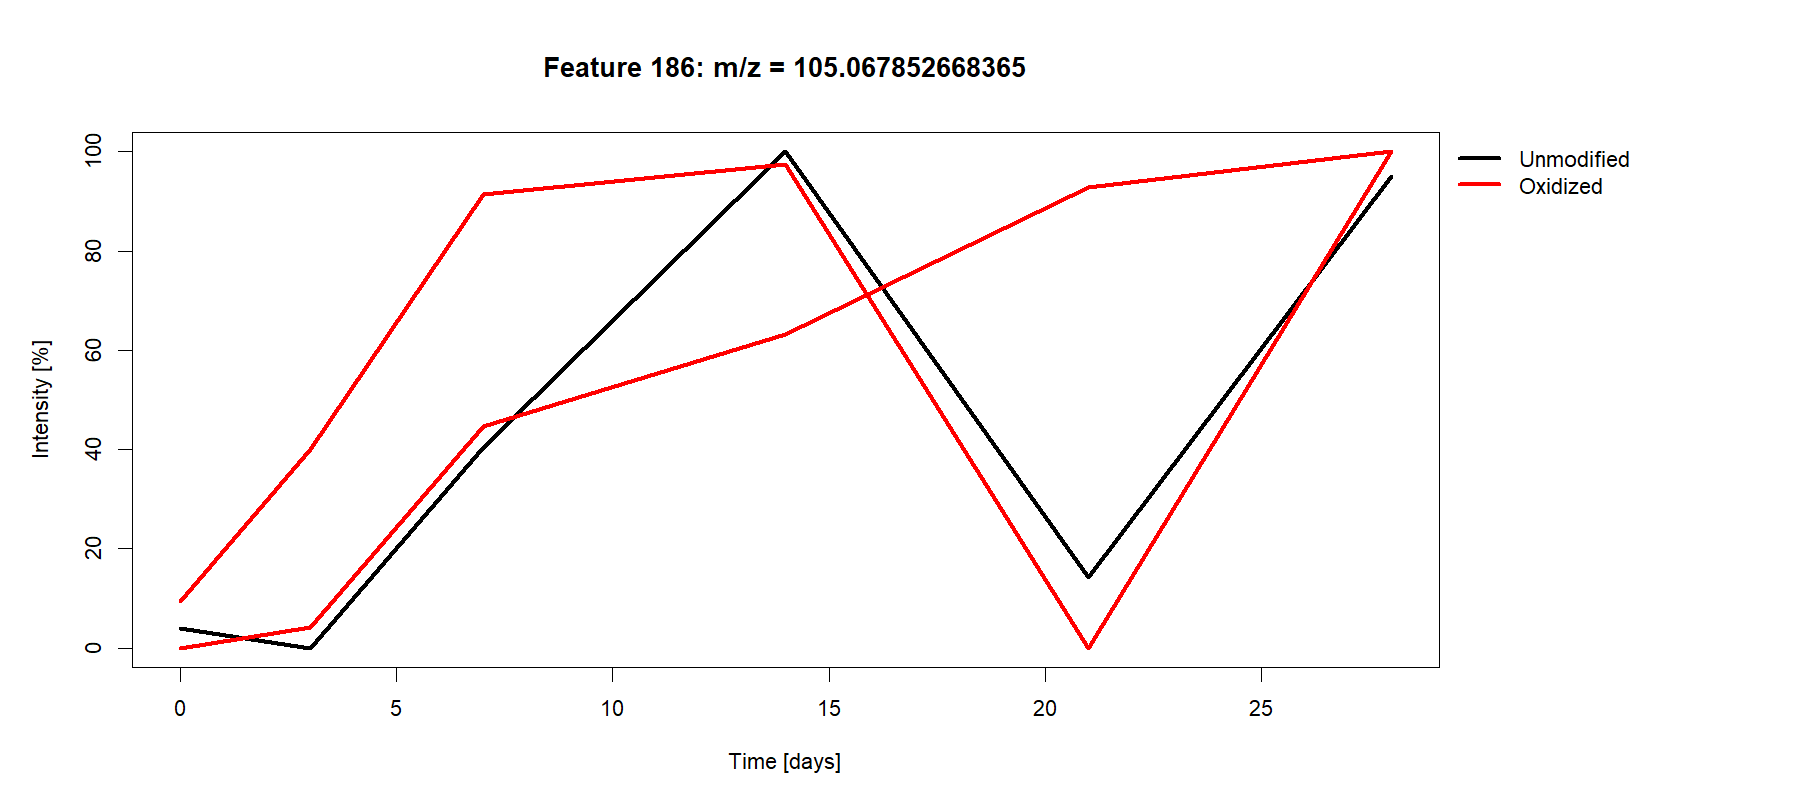 Feature 186: m/z = 105.067852668365
Unmodified
Oxidized
Intensity [%]
100
80
60
40
20
0
0 5 10 15 20 25
Time [days]